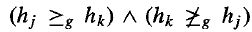 (h_j ≥_g h_k) ∧ (h_k ≱_g h_j)